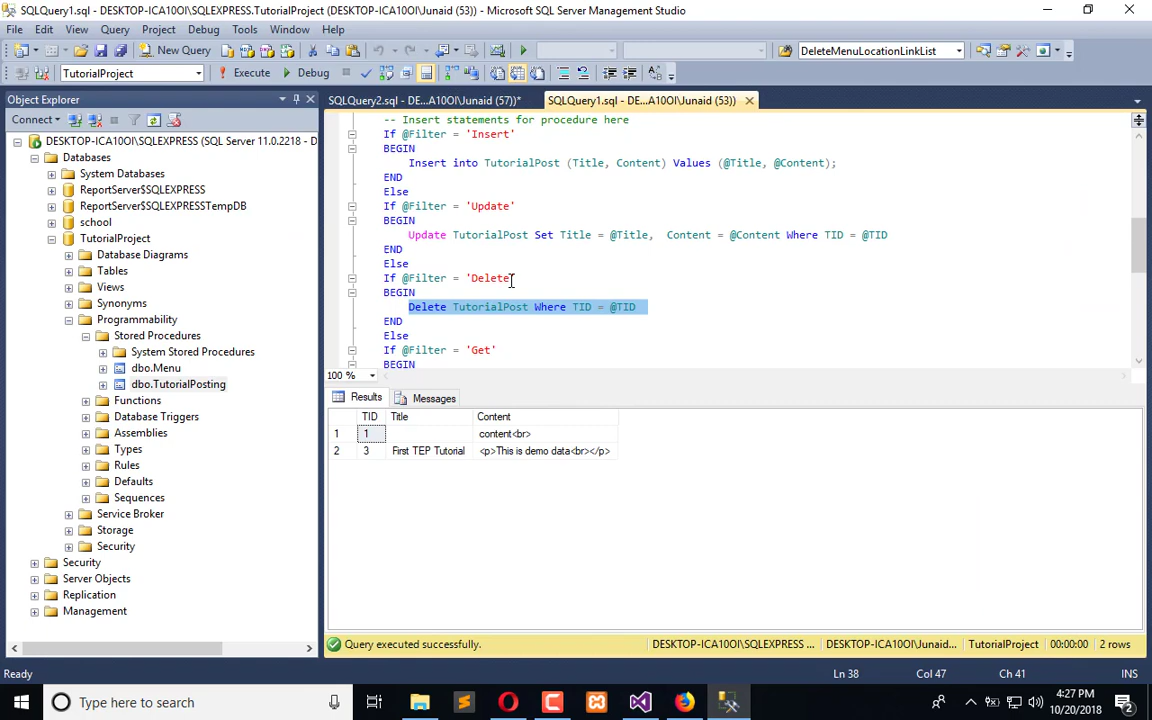 SQLQuery1.sql - DESKTOP-ICA10OI\SQLEXPRESS.TutorialProject (DESKTOP-ICA10OI\Junaid (53)) - Microsoft SQL Server Management Studio
File Edit View Query Project Debug Tools Window Help
New Query DeleteMenuLocationLinkList
TutorialProject Execute Debug
Object Explorer
SQLQuery2.sql - DE...A10OI\Junaid (57))* SQLQuery1.sql - DE...A10OI\Junaid (53))
Connect
DESKTOP-ICA10OI\SQLEXPRESS (SQL Server 11.0.2218 - D
Databases
System Databases
ReportServer$SQLEXPRESS
ReportServer$SQLEXPRESSTempDB
school
TutorialProject
Database Diagrams
Tables
Views
Synonyms
Programmability
Stored Procedures
System Stored Procedures
dbo.Menu
dbo.TutorialPosting
Functions
Database Triggers
Assemblies
Types
Rules
Defaults
Sequences
Service Broker
Storage
Security
Security
Server Objects
Replication
Management
-- Insert statements for procedure here
If @Filter = 'Insert'
BEGIN
Insert into TutorialPost (Title, Content) Values (@Title, @Content);
END
Else
If @Filter = 'Update'
BEGIN
Update TutorialPost Set Title = @Title, Content = @Content Where TID = @TID
END
Else
If @Filter = 'Delete'
BEGIN
Delete TutorialPost Where TID = @TID
END
Else
If @Filter = 'Get'
BEGIN
100 %
Results Messages
TID Title Content
1 1 content<br>
2 3 First TEP Tutorial <p>This is demo data<br></p>
Query executed successfully. DESKTOP-ICA10OI\SQLEXPRESS ... DESKTOP-ICA10OI\Junaid... TutorialProject 00:00:00 2 rows
Ready Ln 38 Col 47 Ch 41 INS
Type here to search
4:27 PM
10/20/2018
2